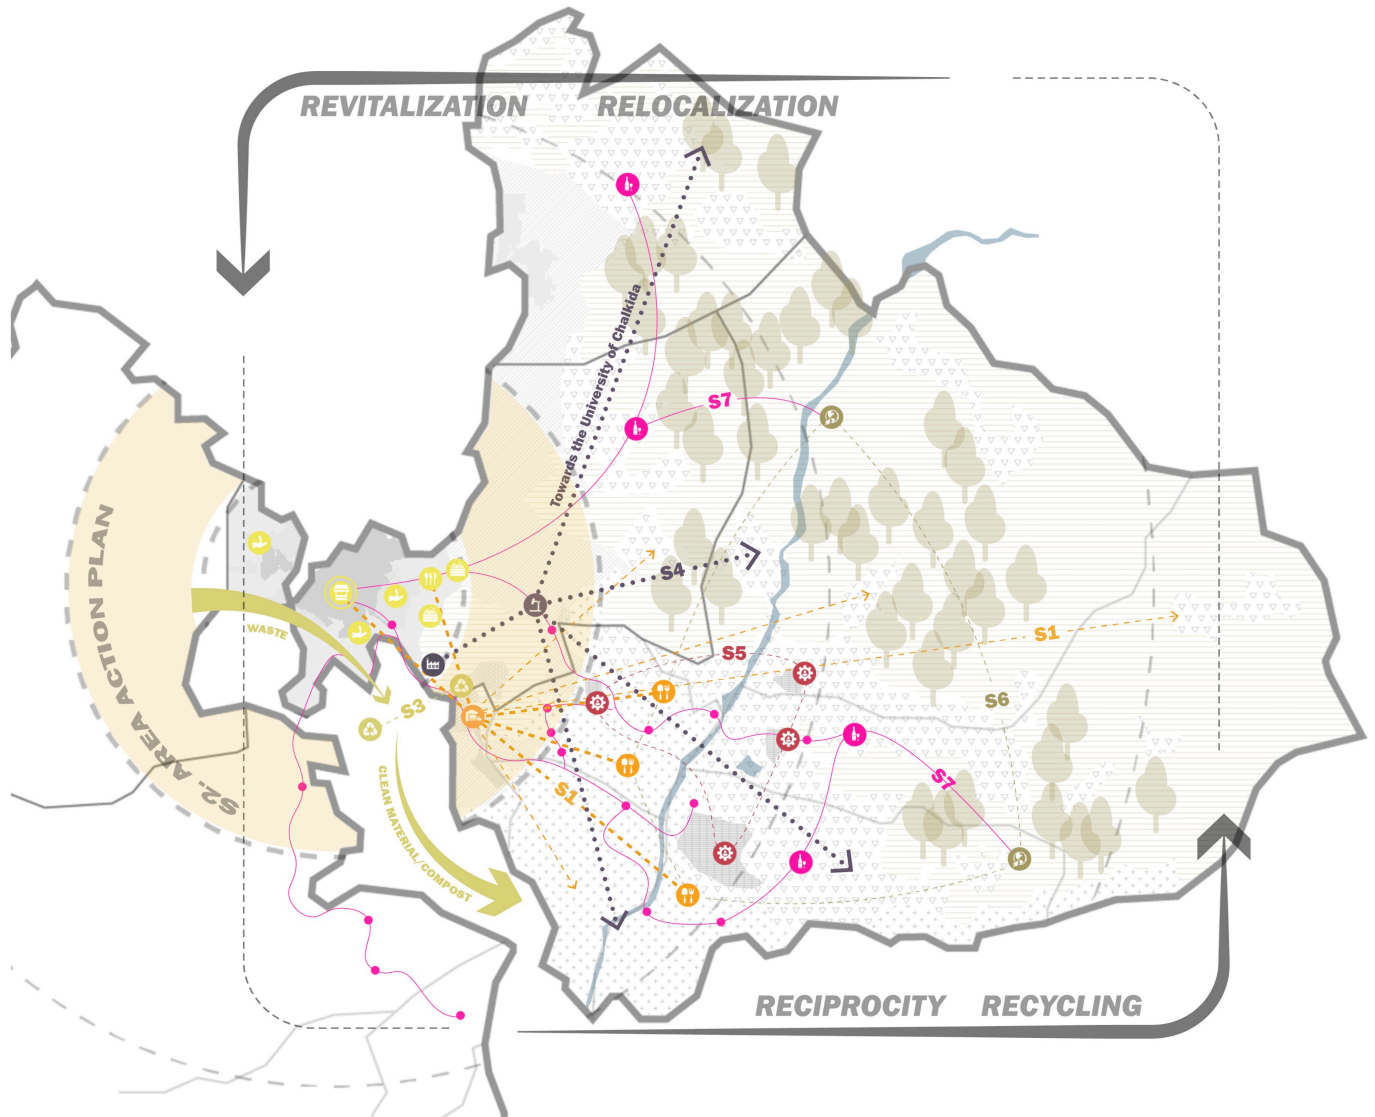 REVITALIZATION RELOCALIZATION
Towards the University of Chalkida
S7
S4
S1
S5
S6
S2. AREA ACTION PLAN
WASTE
S3
S7
S1
CLEAN MATERIAL/COMPOST
RECIPROCITY RECYCLING